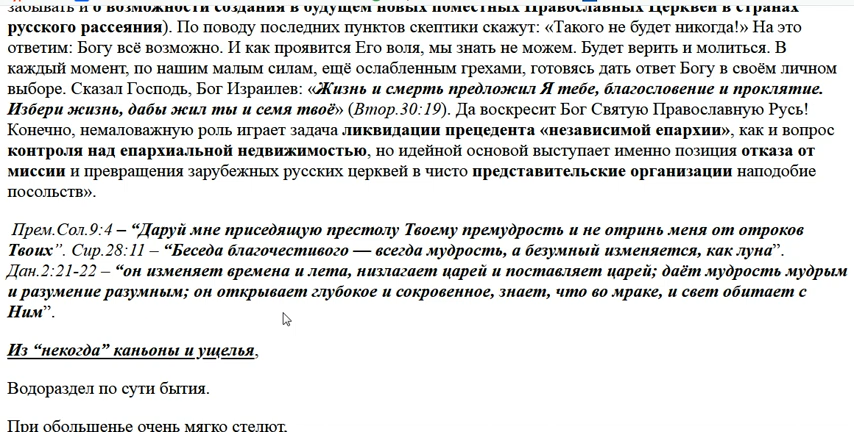 забывать и о возможности создания в будущем новых поместных Православных Церквей в странах
русского рассеяния). По поводу последних пунктов скептики скажут: «Такого не будет никогда!» На это
ответим: Богу всё возможно. И как проявится Его воля, мы знать не можем. Будет верить и молиться. В
каждый момент, по нашим малым силам, ещё ослабленным грехами, готовясь дать ответ Богу в своём личном
выборе. Сказал Господь, Бог Израилев: «Жизнь и смерть предложил Я тебе, благословение и проклятие.
Избери жизнь, дабы жил ты и семя твоё» (Втор.30:19). Да воскресит Бог Святую Православную Русь!
Конечно, немаловажную роль играет задача ликвидации прецедента «независимой епархии», как и вопрос
контроля над епархиальной недвижимостью, но идейной основой выступает именно позиция отказа от
миссии и превращения зарубежных русских церквей в чисто представительские организации наподобие
посольств».
Прем.Сол.9:4 – “Даруй мне приседящую престолу Твоему премудрость и не отринь меня от отроков
Твоих”. Сир.28:11 – “Беседа благочестивого — всегда мудрость, а безумный изменяется, как луна”.
Дан.2:21-22 – “он изменяет времена и лета, низлагает царей и поставляет царей; даёт мудрость мудрым
и разумение разумным; он открывает глубокое и сокровенное, знает, что во мраке, и свет обитает с
Ним”.
Из “некогда” каньоны и ущелья,
Водораздел по сути бытия.
При обольщенье очень мягко стелют,